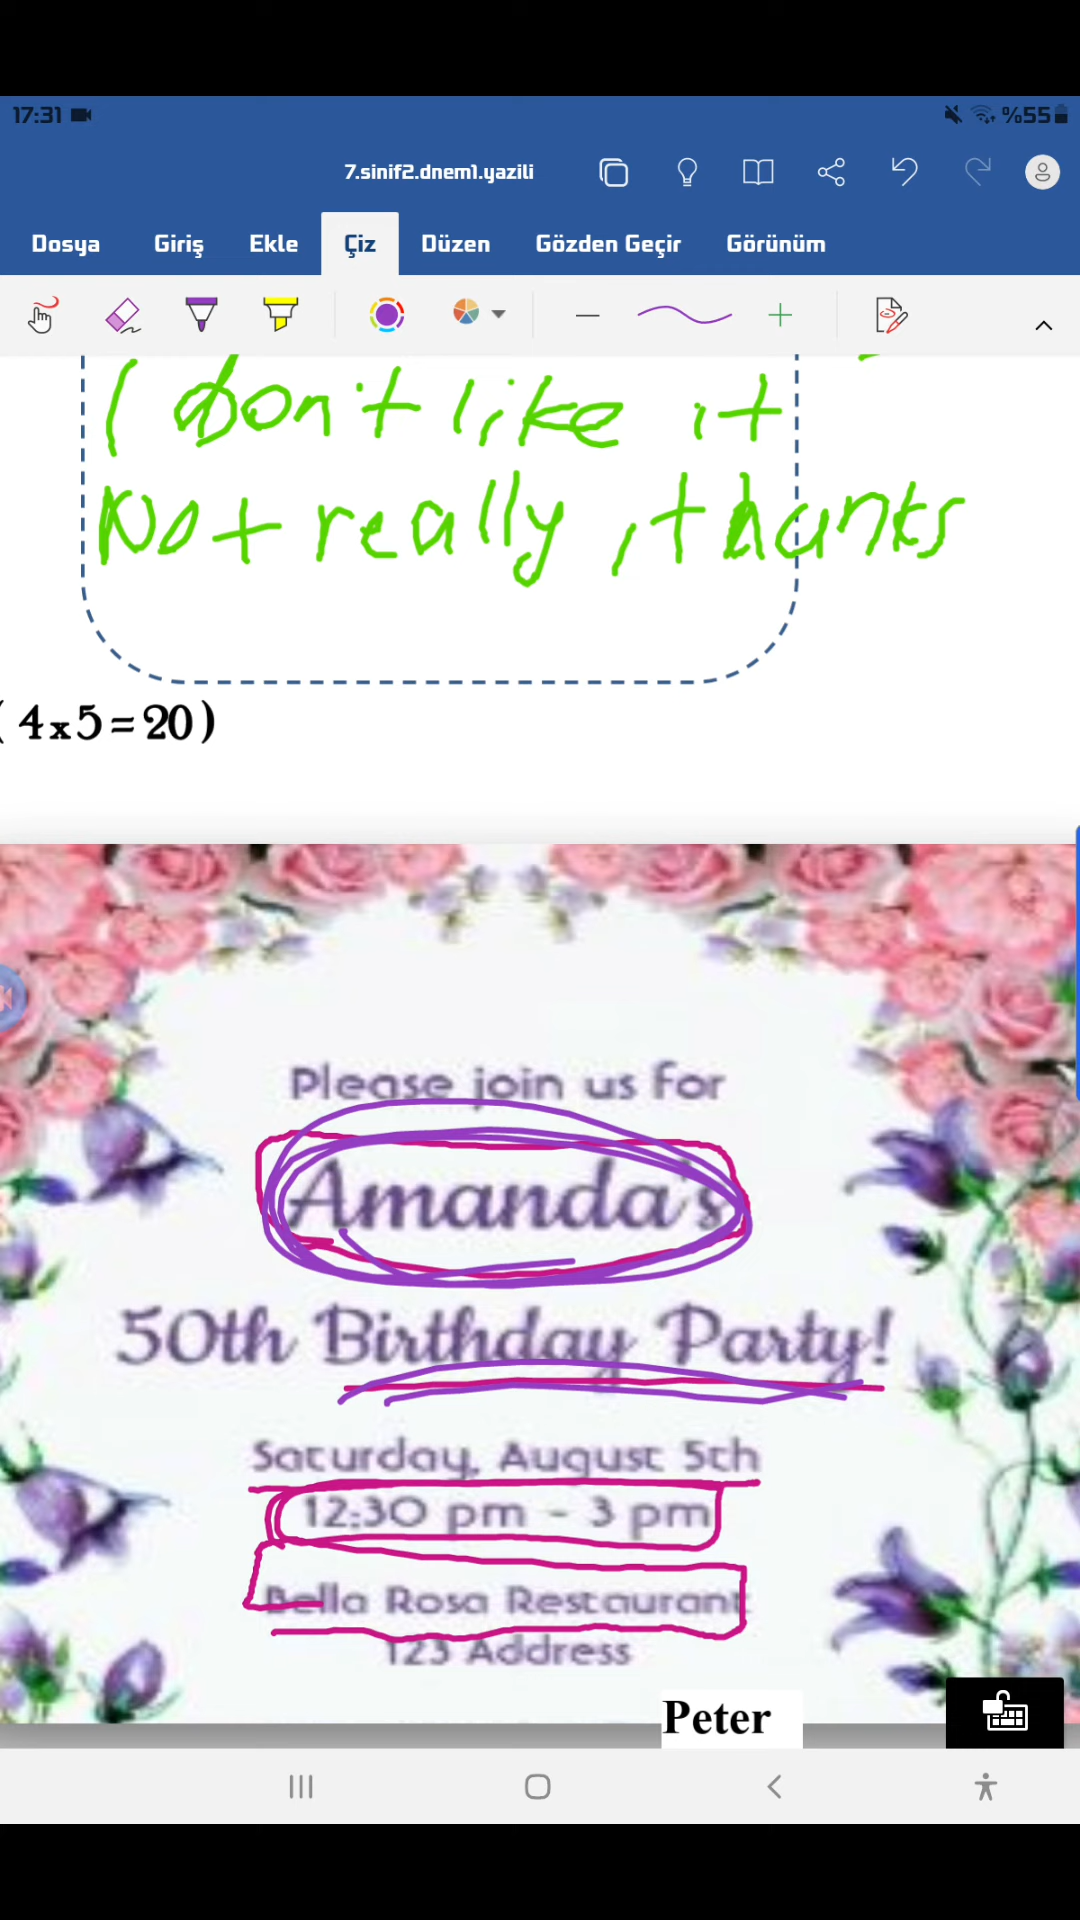 17:31
%55
7.sinif2.dnem1.yazili
Dosya Giriş Ekle Çiz Düzen Gözden Geçir Görünüm
I don't like it
Not really, thanks
( 4x5=20)
Please join us for
Amanda's
50th Birthday Party!
Saturday, August 5th
12:30 pm - 3 pm
Bella Rosa Restaurant
123 Address
Peter